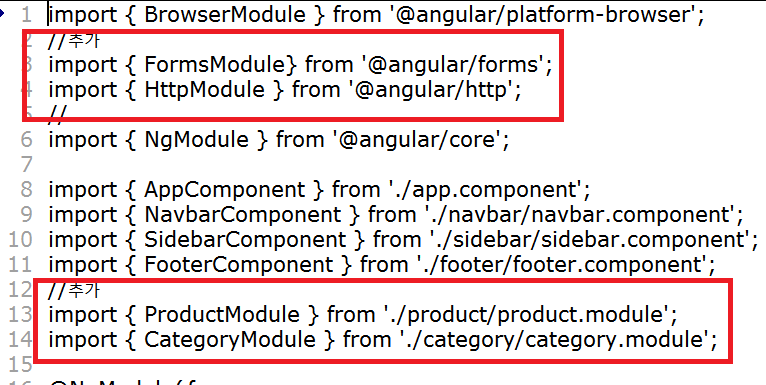 1 import { BrowserModule } from '@angular/platform-browser';
2 //추가
3 import { FormsModule} from '@angular/forms';
4 import { HttpModule } from '@angular/http';
5 //
6 import { NgModule } from '@angular/core';
7
8 import { AppComponent } from './app.component';
9 import { NavbarComponent } from './navbar/navbar.component';
10 import { SidebarComponent } from './sidebar/sidebar.component';
11 import { FooterComponent } from './footer/footer.component';
12 //추가
13 import { ProductModule } from './product/product.module';
14 import { CategoryModule } from './category/category.module';
15